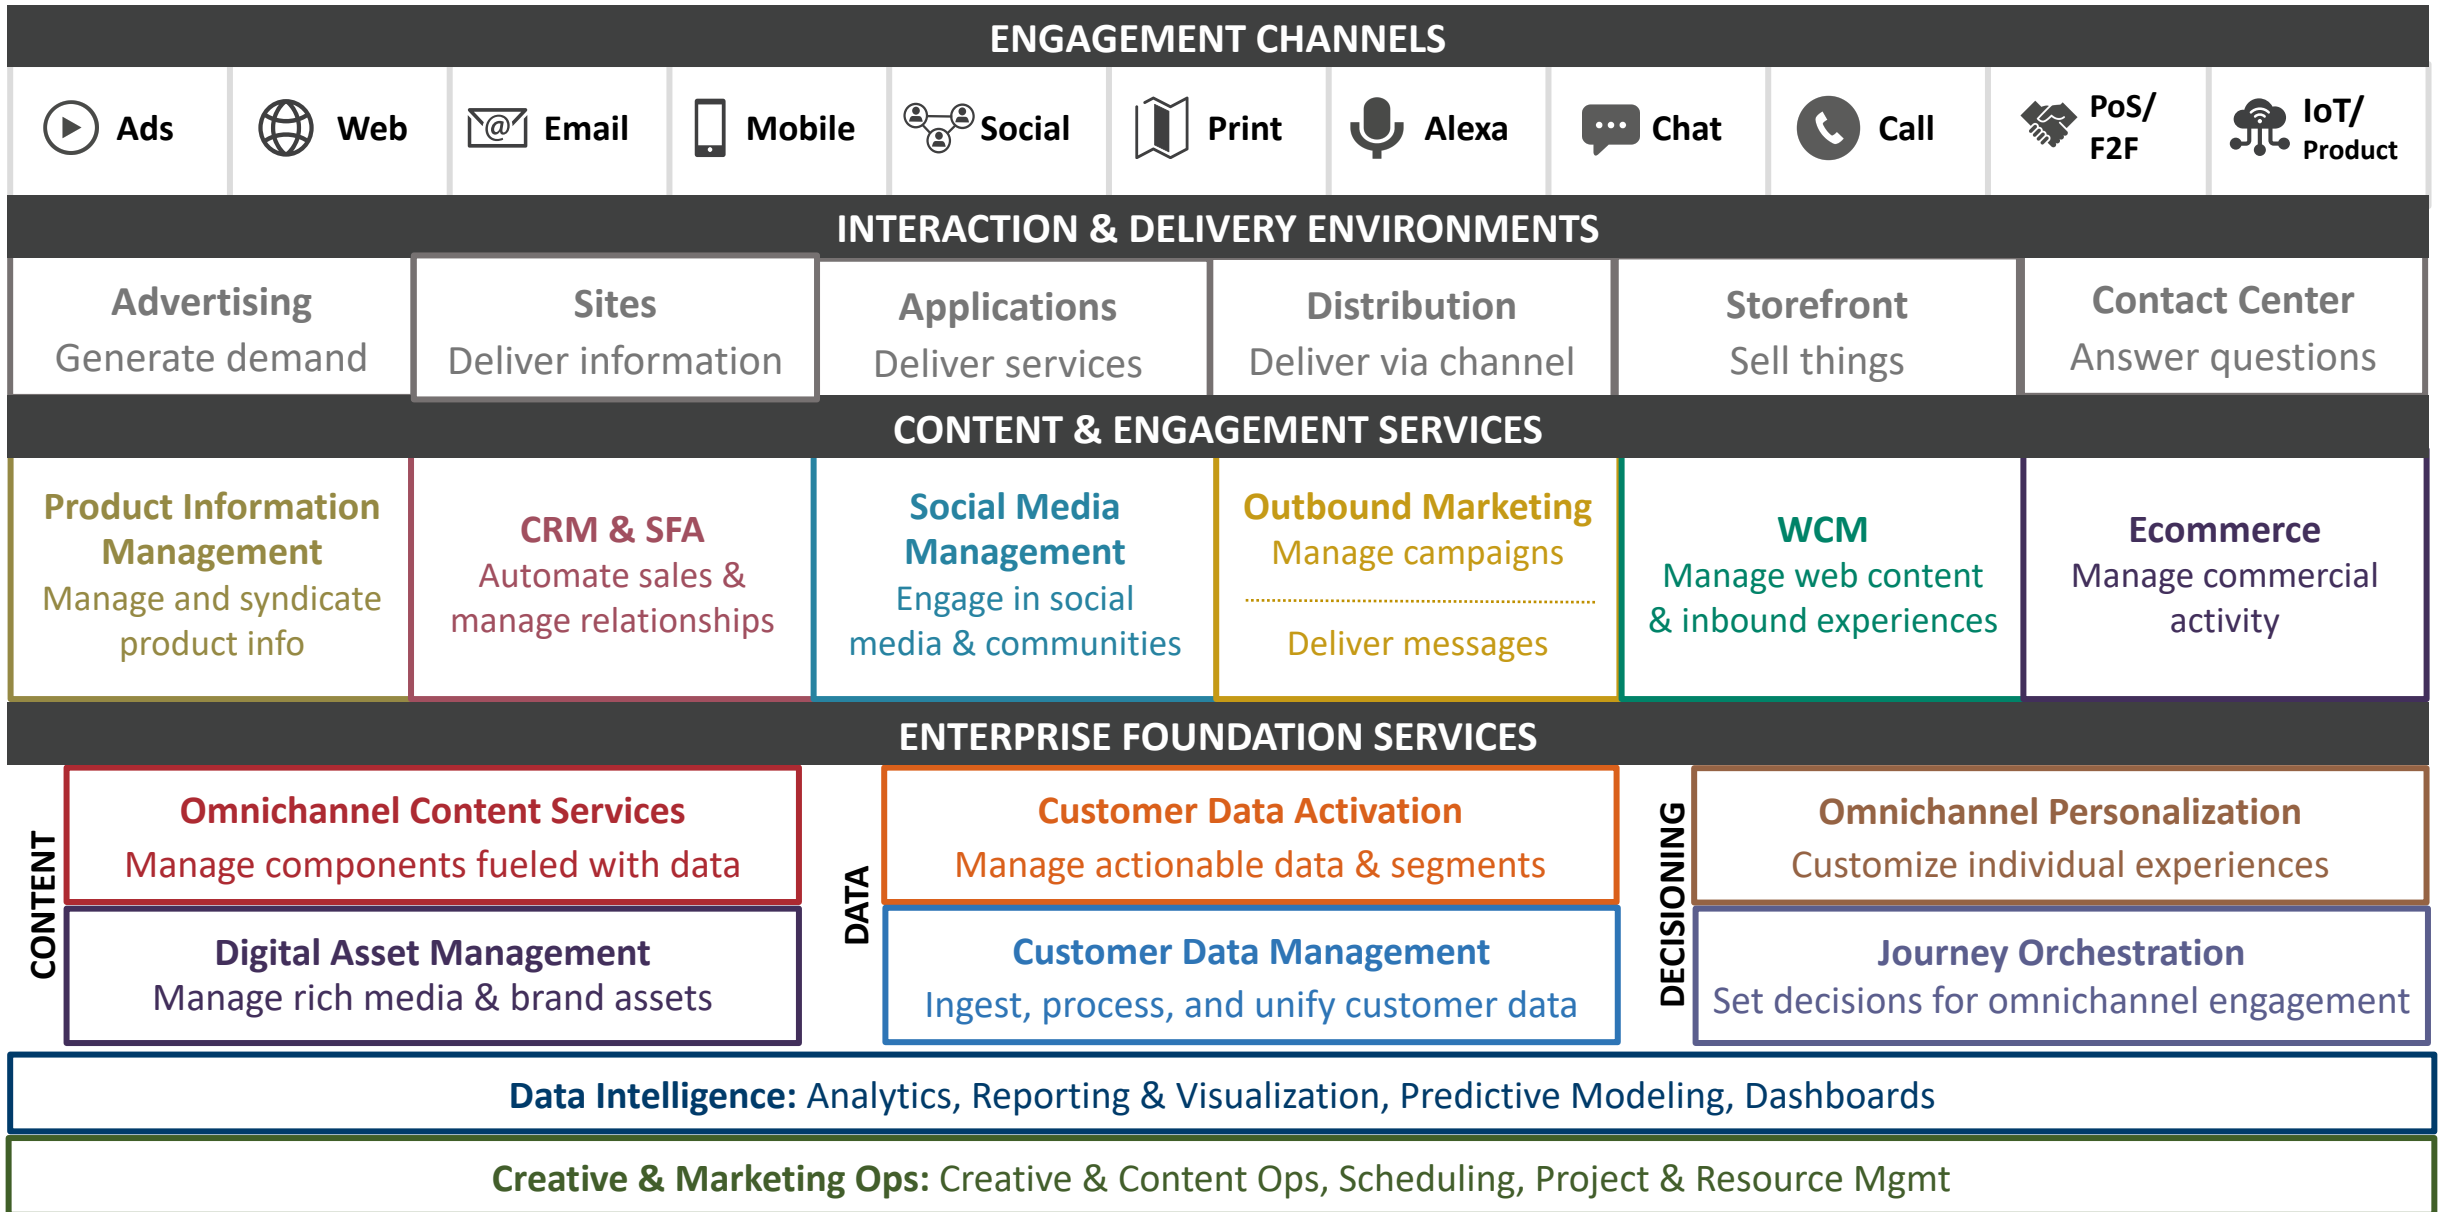 ENGAGEMENT CHANNELS
Ads
Web
@
Email
Mobile
Social
Print
Alexa
Chat
Call
PoS/
F2F
IoT/
Product
INTERACTION & DELIVERY ENVIRONMENTS
Advertising
Generate demand
Sites
Deliver information
Applications
Deliver services
Distribution
Deliver via channel
Storefront
Sell things
Contact Center
Answer questions
CONTENT & ENGAGEMENT SERVICES
Product Information
Management
Manage and syndicate
product info
CRM & SFA
Automate sales &
manage relationships
Social Media
Management
Engage in social
media & communities
Outbound Marketing
Manage campaigns
Deliver messages
WCM
Manage web content
& inbound experiences
Ecommerce
Manage commercial
activity
ENTERPRISE FOUNDATION SERVICES
CONTENT
Omnichannel Content Services
Manage components fueled with data
Digital Asset Management
Manage rich media & brand assets
DATA
Customer Data Activation
Manage actionable data & segments
Customer Data Management
Ingest, process, and unify customer data
DECISIONING
Omnichannel Personalization
Customize individual experiences
Journey Orchestration
Set decisions for omnichannel engagement
Data Intelligence: Analytics, Reporting & Visualization, Predictive Modeling, Dashboards
Creative & Marketing Ops: Creative & Content Ops, Scheduling, Project & Resource Mgmt